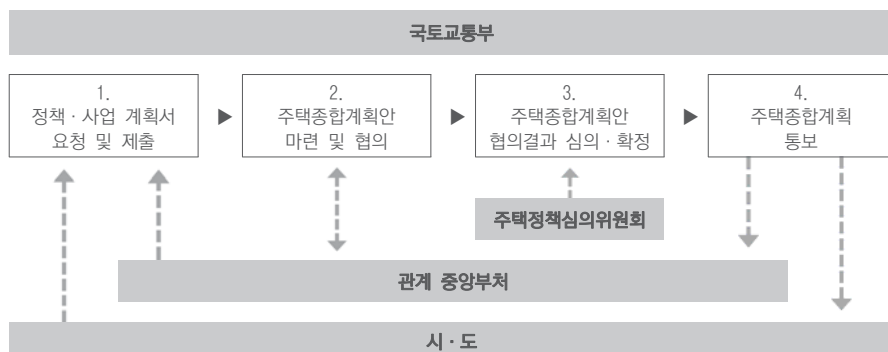 국토교통부
1.
정책 · 사업 계획서
요청 및 제출
2.
주택종합계획안
마련 및 협의
3.
주택종합계획안
협의결과 심의 · 확정
4.
주택종합계획
통보
주택정책심의위원회
관계 중앙부처
시 · 도